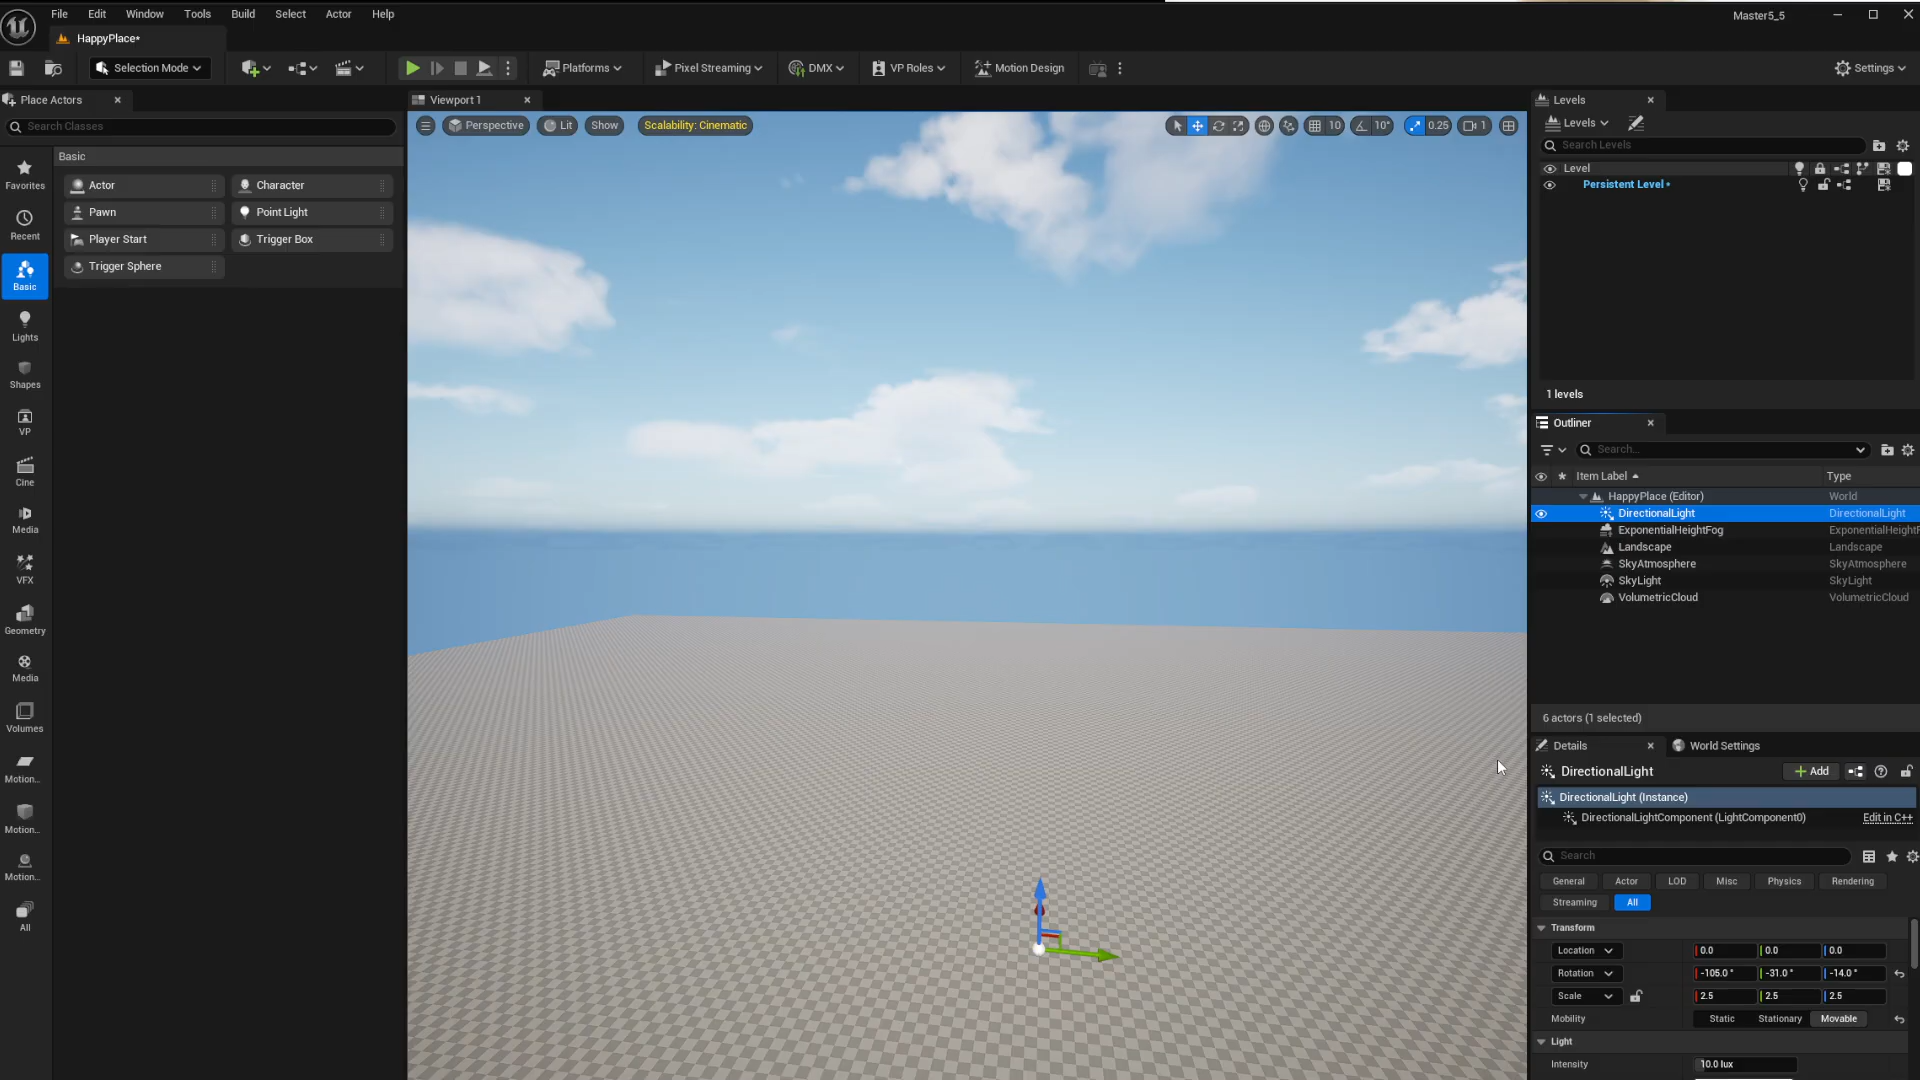 File Edit Window Tools Build Select Actor Help
Master5_5
HappyPlace*
Selection Mode
Platforms
Pixel Streaming
DMX
VP Roles
Motion Design
Settings
Place Actors
Search Classes
Favorites
Recent
Basic
Lights
Shapes
VP
Cine
Media
VFX
Geometry
Media
Volumes
Motion...
Motion...
Motion...
All
Basic
Actor
Character
Pawn
Point Light
Player Start
Trigger Box
Trigger Sphere
Viewport 1
Perspective
Lit
Show
Scalability: Cinematic
10
10°
0.25
1
Levels
Levels
Search Levels
Level
Persistent Level*
1 levels
Outliner
Search...
Item Label
Type
HappyPlace (Editor) World
DirectionalLight DirectionalLight
ExponentialHeightFog ExponentialHeightF
Landscape Landscape
SkyAtmosphere SkyAtmosphere
SkyLight SkyLight
VolumetricCloud VolumetricCloud
6 actors (1 selected)
Details
World Settings
DirectionalLight
Add
DirectionalLight (Instance)
DirectionalLightComponent (LightComponent0)
Edit in C++
Search
General Actor LOD Misc Physics Rendering
Streaming All
Transform
Location 0.0 0.0 0.0
Rotation -105.0° -31.0° -14.0°
Scale 2.5 2.5 2.5
Mobility Static Stationary Movable
Light
Intensity 10.0 lux